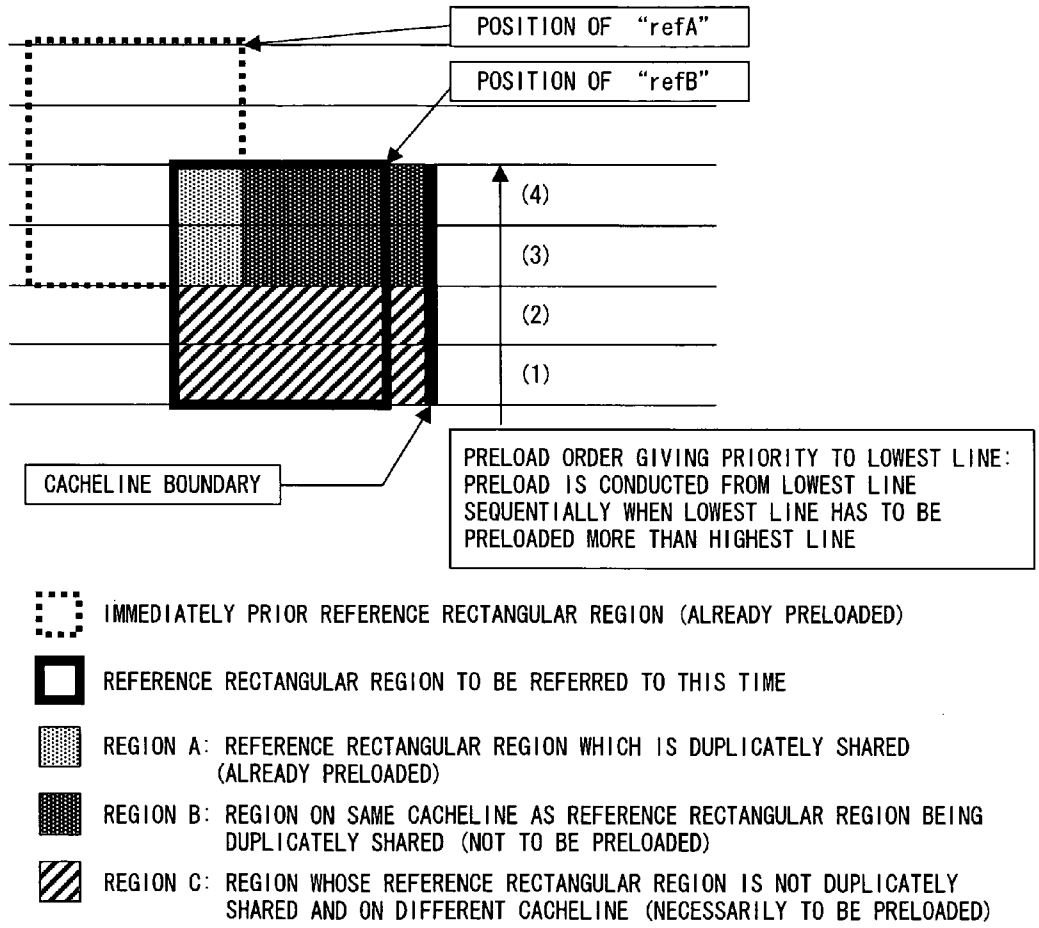 POSITION OF “refA”
POSITION OF “refB”
(4)
(3)
(2)
(1)
CACHELINE BOUNDARY
PRELOAD ORDER GIVING PRIORITY TO LOWEST LINE:
PRELOAD IS CONDUCTED FROM LOWEST LINE
SEQUENTIALLY WHEN LOWEST LINE HAS TO BE
PRELOADED MORE THAN HIGHEST LINE
IMMEDIATELY PRIOR REFERENCE RECTANGULAR REGION (ALREADY PRELOADED)
REFERENCE RECTANGULAR REGION TO BE REFERRED TO THIS TIME
REGION A: REFERENCE RECTANGULAR REGION WHICH IS DUPLICATELY SHARED
(ALREADY PRELOADED)
REGION B: REGION ON SAME CACHELINE AS REFERENCE RECTANGULAR REGION BEING
DUPLICATELY SHARED (NOT TO BE PRELOADED)
REGION C: REGION WHOSE REFERENCE RECTANGULAR REGION IS NOT DUPLICATELY
SHARED AND ON DIFFERENT CACHELINE (NECESSARILY TO BE PRELOADED)